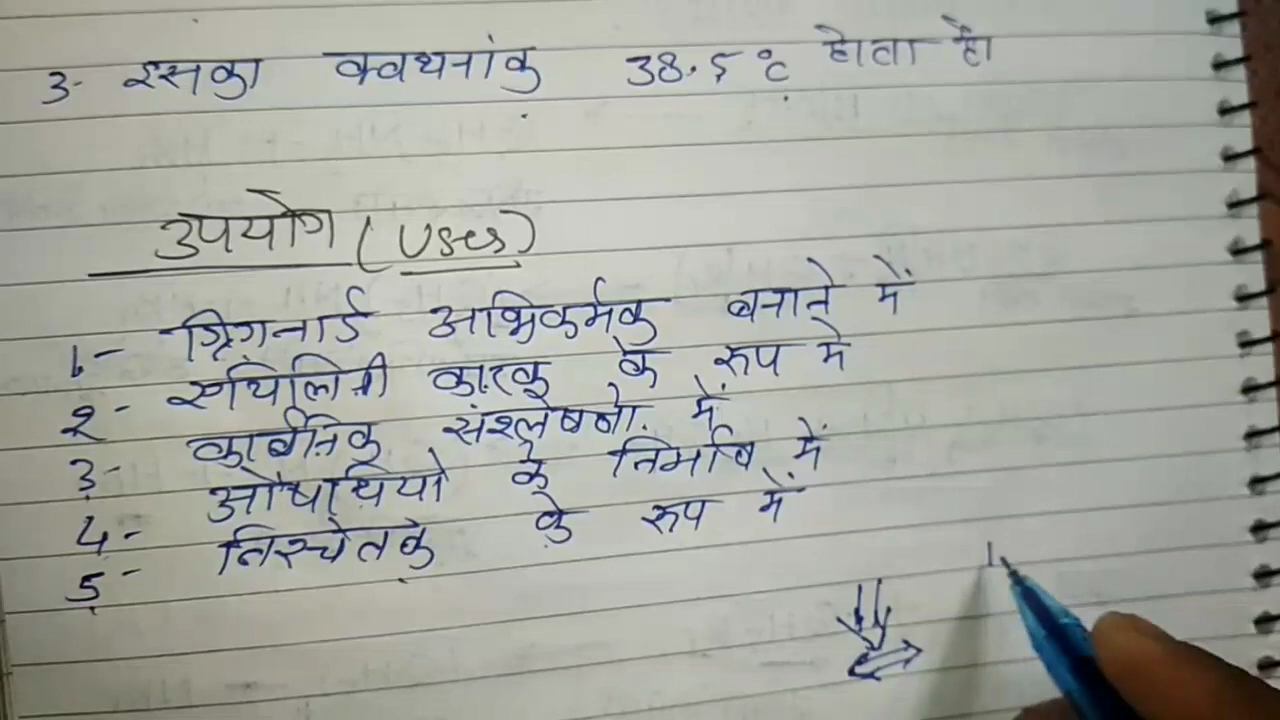 3- इसका क्वथनांक 38.5°C होता है।
उपयोग (Uses)
1- ग्रिगनार्ड अभिकर्मक बनाने में
2- एथिलिनी कारक के रूप में
3- कार्बनिक संश्लेषणो में
4- औषाधियो के निर्माण में
5- निश्चेतक के रूप में